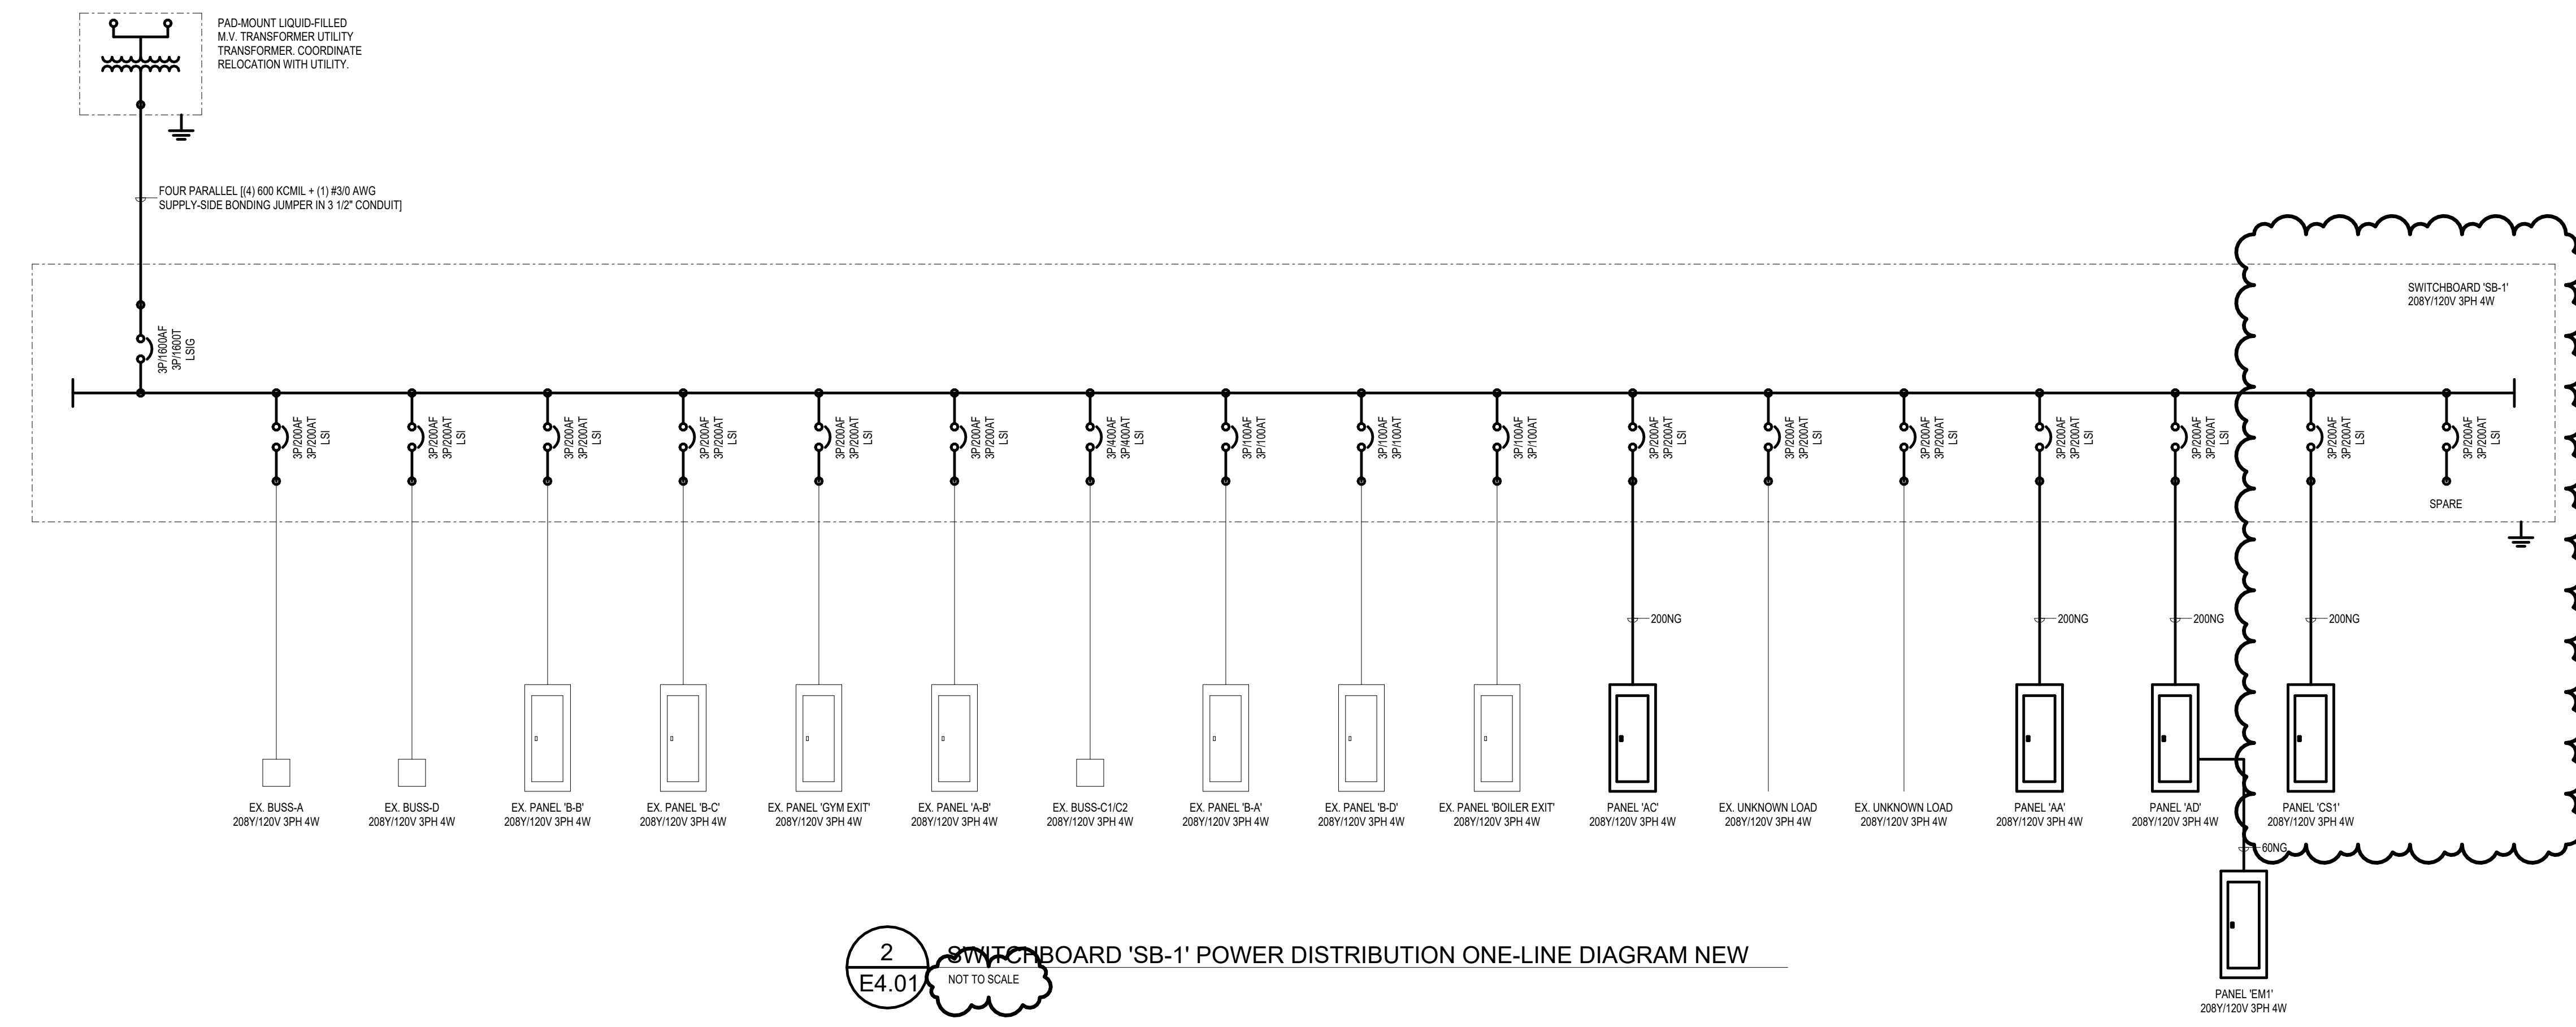 PAD-MOUNT LIQUID-FILLED
M.V. TRANSFORMER UTILITY
TRANSFORMER. COORDINATE
RELOCATION WITH UTILITY.
FOUR PARALLEL [(4) 600 KCMIL + (1) #3/0 AWG
SUPPLY-SIDE BONDING JUMPER IN 3 1/2" CONDUIT]
SWITCHBOARD 'SB-1'
208Y/120V 3PH 4W
3P/1600AF
3P/1600T
LSIG
3P/200AF
3P/200AT
LSI
3P/200AF
3P/200AT
LSI
3P/200AF
3P/200AT
LSI
3P/200AF
3P/200AT
LSI
3P/200AF
3P/200AT
LSI
3P/200AF
3P/200AT
LSI
3P/400AF
3P/400AT
LSI
3P/100AF
3P/100AT
3P/100AF
3P/100AT
3P/100AF
3P/100AT
3P/200AF
3P/200AT
LSI
3P/200AF
3P/200AT
LSI
3P/200AF
3P/200AT
LSI
3P/200AF
3P/200AT
LSI
3P/200AF
3P/200AT
LSI
3P/200AF
3P/200AT
LSI
3P/200AF
3P/200AT
LSI
SPARE
200NG
200NG
200NG
200NG
EX. BUSS-A
208Y/120V 3PH 4W
EX. BUSS-D
208Y/120V 3PH 4W
EX. PANEL 'B-B'
208Y/120V 3PH 4W
EX. PANEL 'B-C'
208Y/120V 3PH 4W
EX. PANEL 'GYM EXIT'
208Y/120V 3PH 4W
EX. PANEL 'A-B'
208Y/120V 3PH 4W
EX. BUSS-C1/C2
208Y/120V 3PH 4W
EX. PANEL 'B-A'
208Y/120V 3PH 4W
EX. PANEL 'B-D'
208Y/120V 3PH 4W
EX. PANEL 'BOILER EXIT'
208Y/120V 3PH 4W
PANEL 'AC'
208Y/120V 3PH 4W
EX. UNKNOWN LOAD
208Y/120V 3PH 4W
EX. UNKNOWN LOAD
208Y/120V 3PH 4W
PANEL 'AA'
208Y/120V 3PH 4W
PANEL 'AD'
208Y/120V 3PH 4W
PANEL 'CS1'
208Y/120V 3PH 4W
60NG
PANEL 'EM1'
208Y/120V 3PH 4W
2
E4.01
SWITCHBOARD 'SB-1' POWER DISTRIBUTION ONE-LINE DIAGRAM NEW
NOT TO SCALE